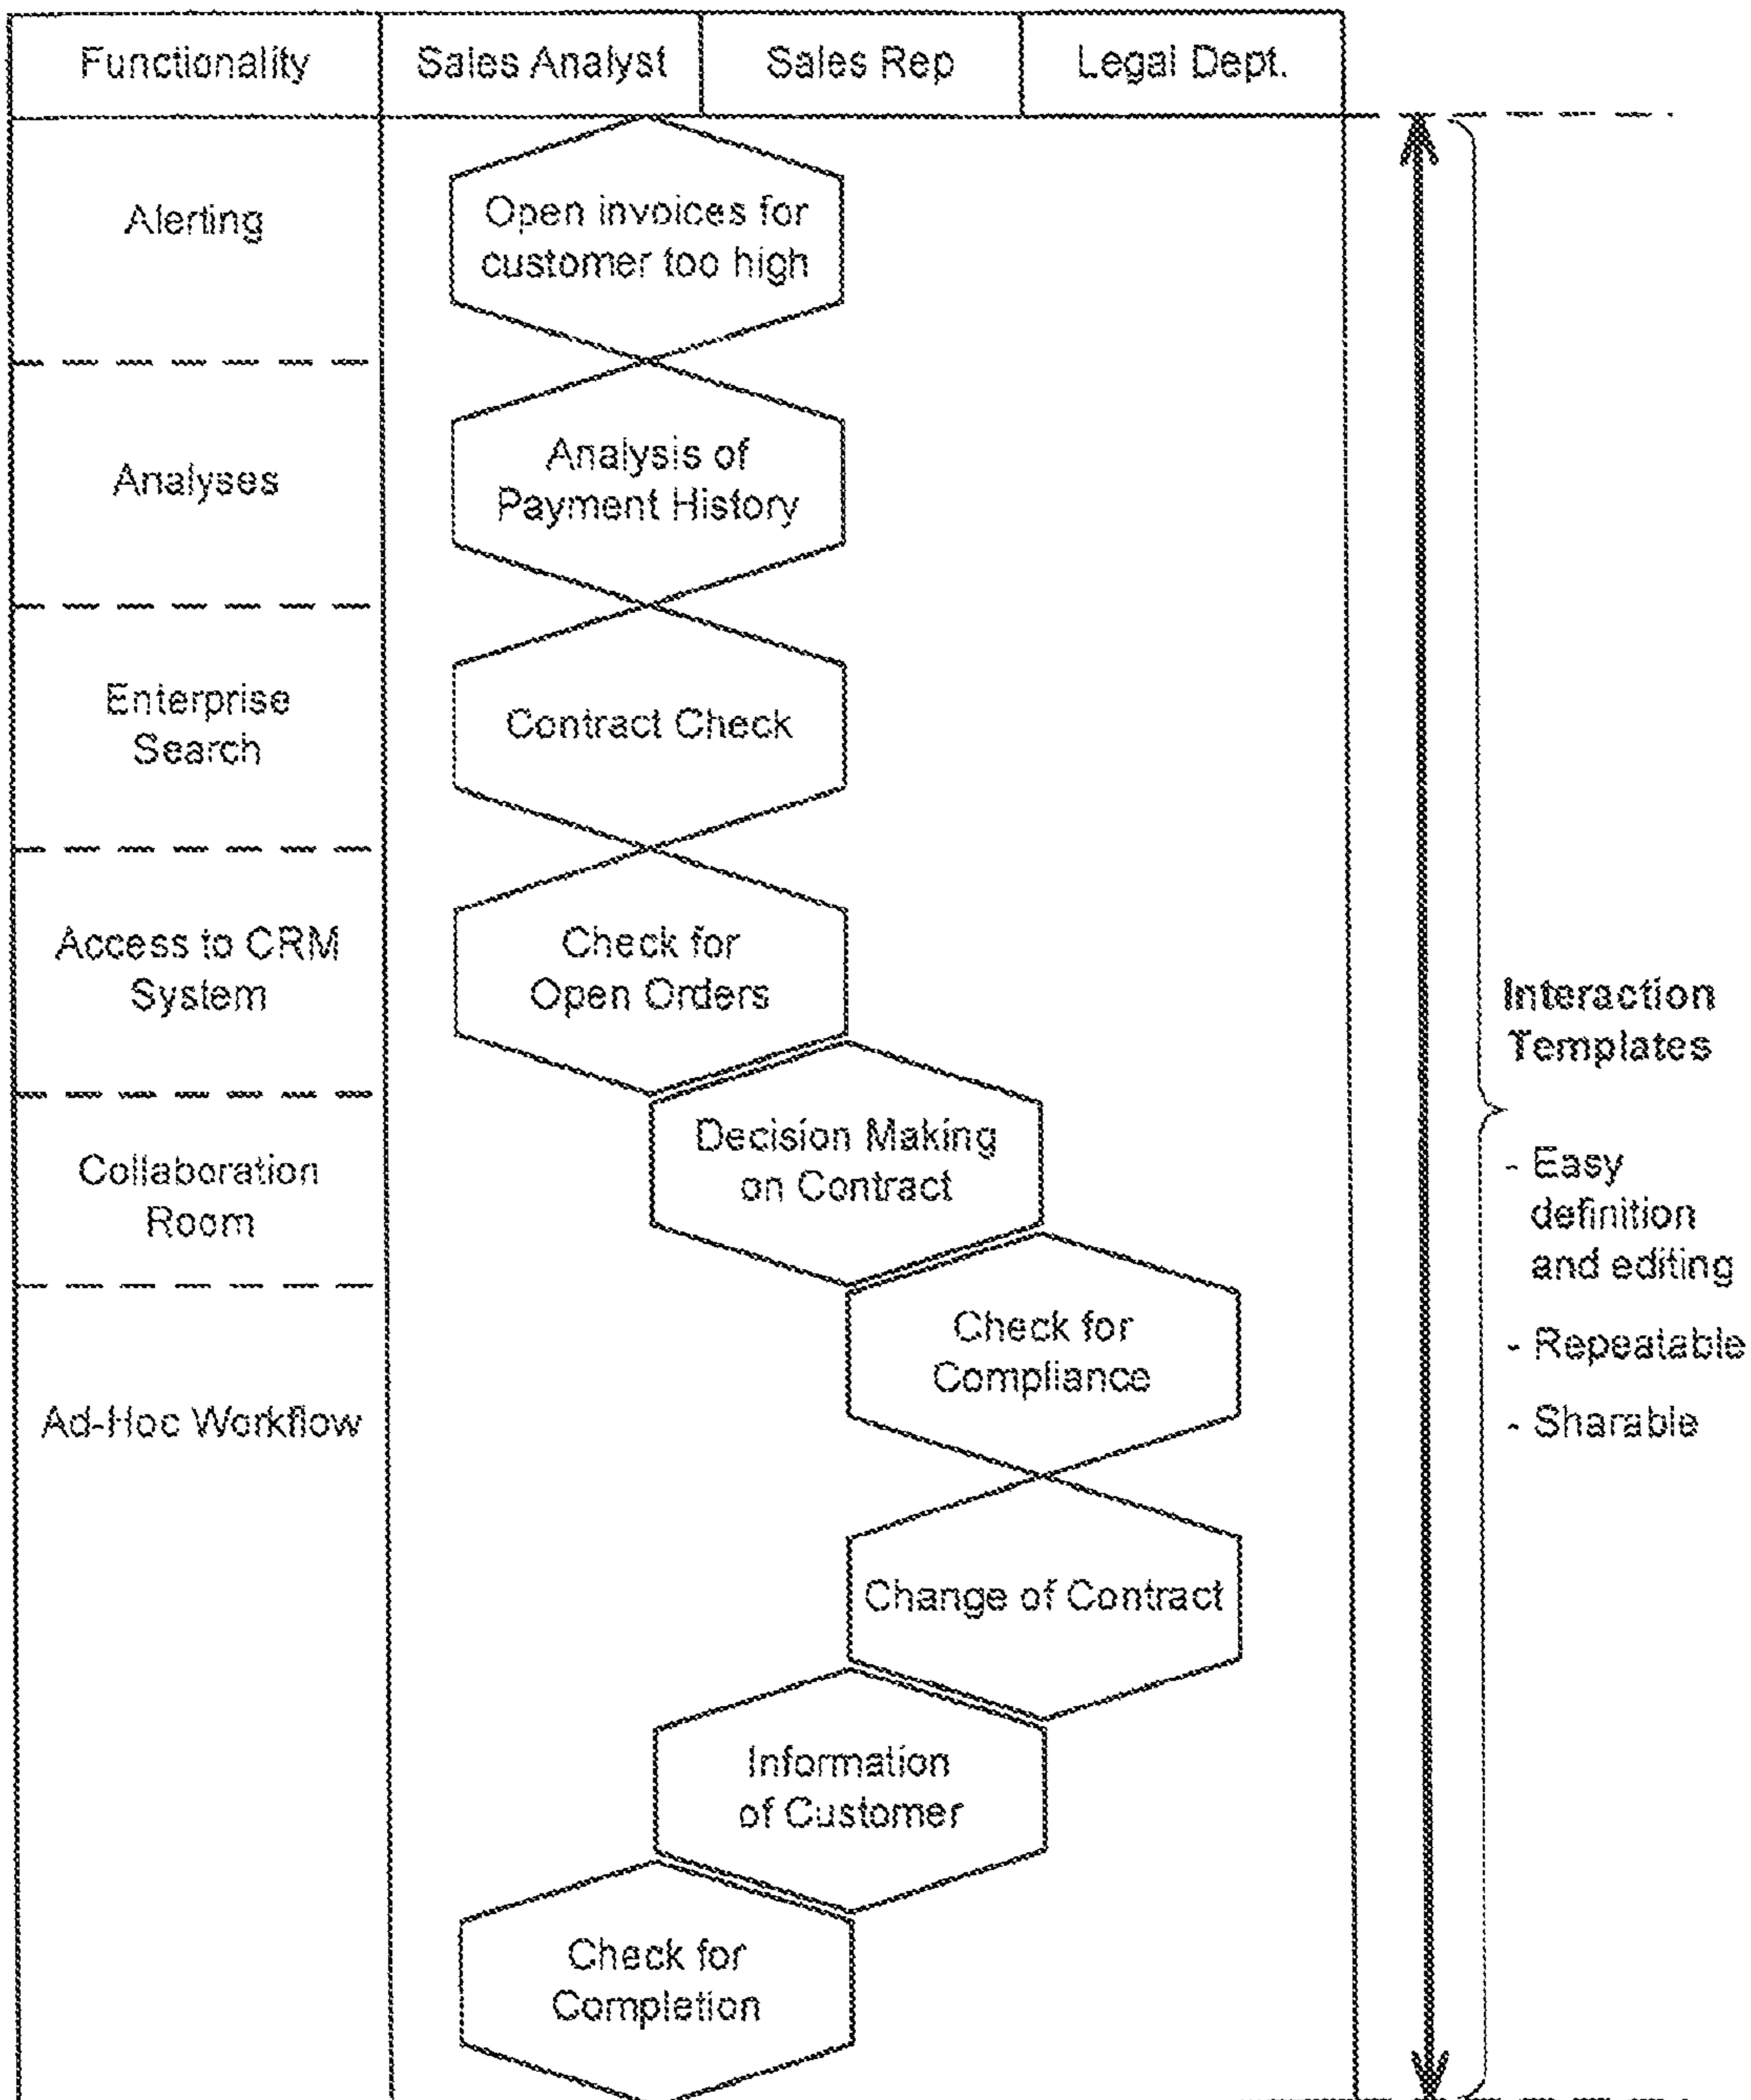 Functionality
Sales Analyst
Sales Rep
Legal Dept.
Alerting
Open invoices for
customer too high
Analyses
Analysis of
Payment History
Enterprise
Search
Contract Check
Access to CRM
System
Check for
Open Orders
Collaboration
Room
Decision Making
on Contract
Ad-Hoc Workflow
Check for
Compliance
Change of Contract
Information
of Customer
Check for
Completion
Interaction
Templates
- Easy
definition
and editing
- Repeatable
- Sharable